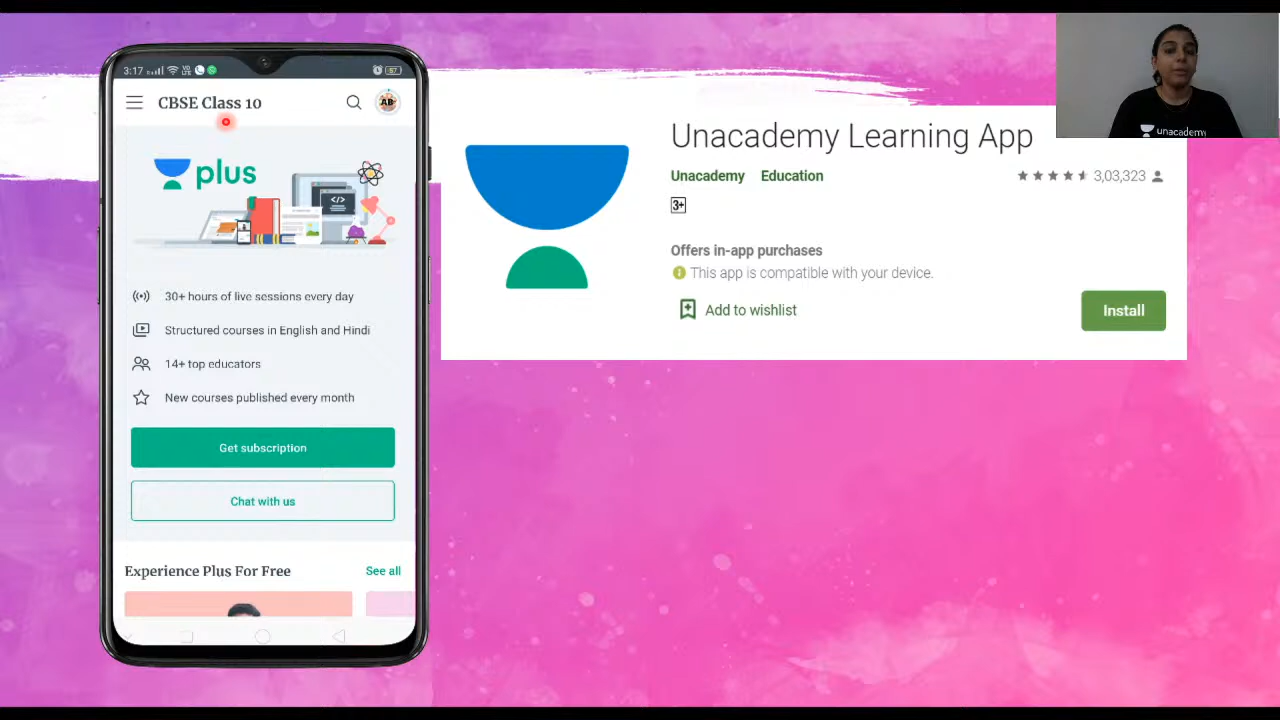 3:17
87
CBSE Class 10
AB
plus
</>
30+ hours of live sessions every day
Structured courses in English and Hindi
14+ top educators
New courses published every month
Get subscription
Chat with us
Experience Plus For Free
See all
Unacademy Learning App
Unacademy Education
3,03,323
3+
Offers in-app purchases
This app is compatible with your device.
Add to wishlist
Install
unacademy